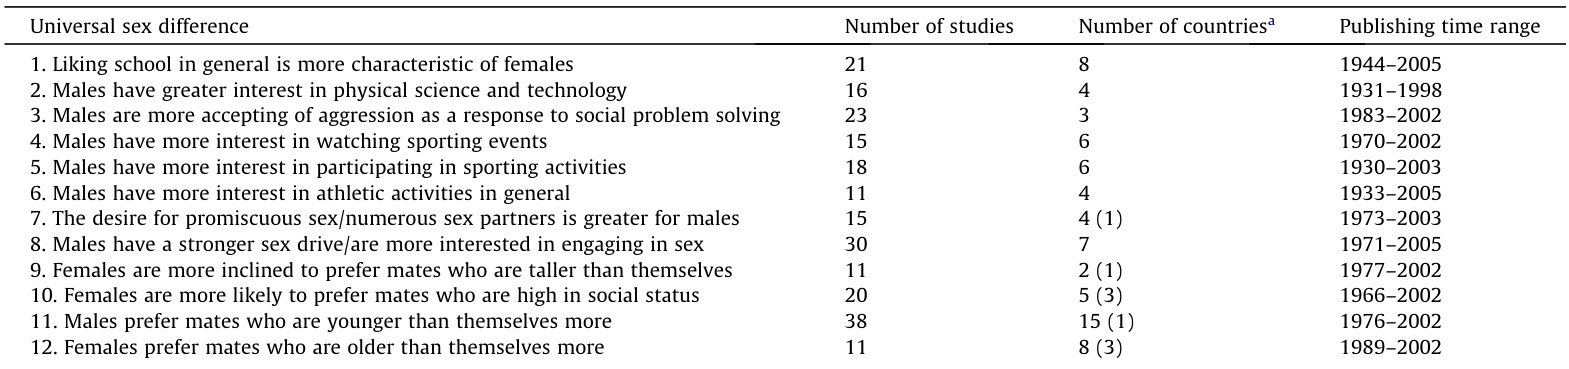 Universal sex difference Number of studies Number of countriesa Publishing time range
1. Liking school in general is more characteristic of females 21 8 1944–2005
2. Males have greater interest in physical science and technology 16 4 1931–1998
3. Males are more accepting of aggression as a response to social problem solving 23 3 1983–2002
4. Males have more interest in watching sporting events 15 6 1970–2002
5. Males have more interest in participating in sporting activities 18 6 1930–2003
6. Males have more interest in athletic activities in general 11 4 1933–2005
7. The desire for promiscuous sex/numerous sex partners is greater for males 15 4 (1) 1973–2003
8. Males have a stronger sex drive/are more interested in engaging in sex 30 7 1971–2005
9. Females are more inclined to prefer mates who are taller than themselves 11 2 (1) 1977–2002
10. Females are more likely to prefer mates who are high in social status 20 5 (3) 1966–2002
11. Males prefer mates who are younger than themselves more 38 15 (1) 1976–2002
12. Females prefer mates who are older than themselves more 11 8 (3) 1989–2002